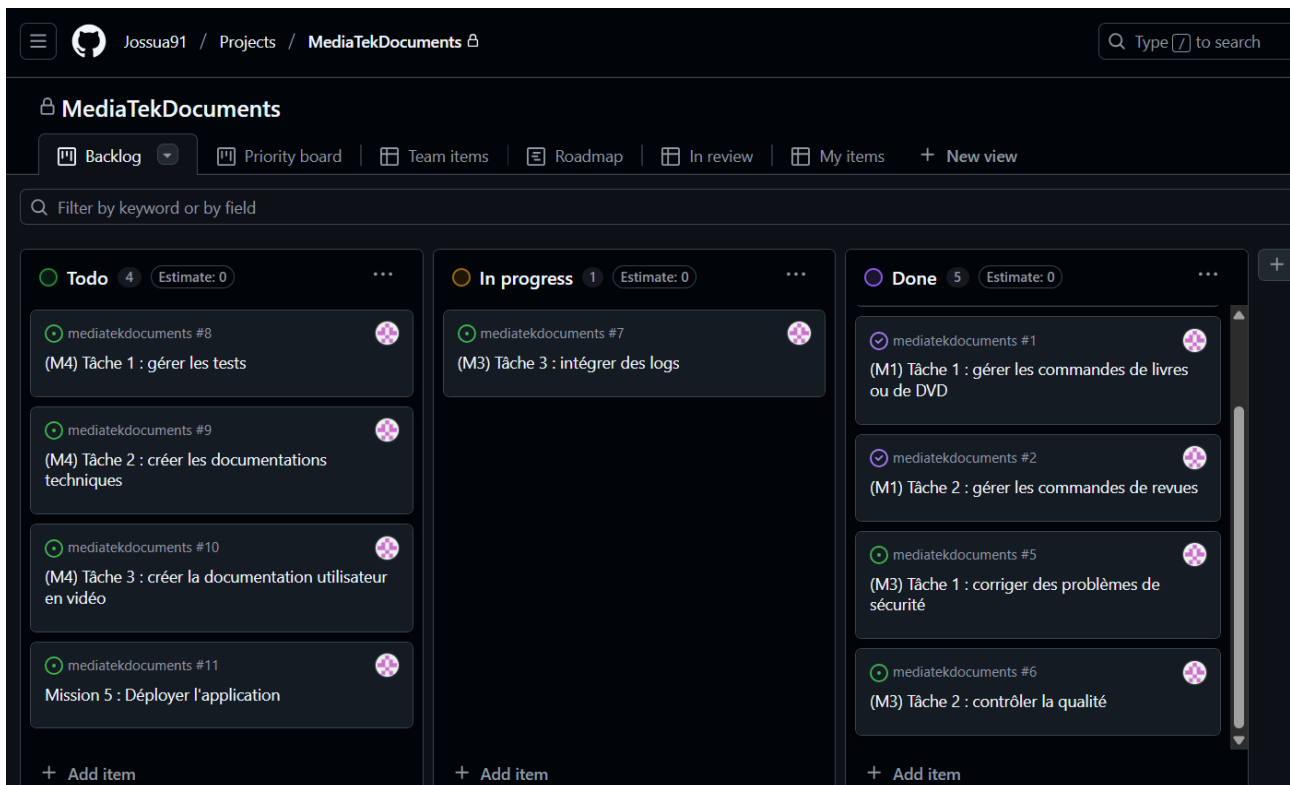 Jossua91 / Projects / MediaTekDocuments
Type / to search
MediaTekDocuments
Backlog
Priority board
Team items
Roadmap
In review
My items
+ New view
Filter by keyword or by field
Todo 4 Estimate: 0
mediatekdocuments #8
(M4) Tâche 1 : gérer les tests
mediatekdocuments #9
(M4) Tâche 2 : créer les documentations
techniques
mediatekdocuments #10
(M4) Tâche 3 : créer la documentation utilisateur
en vidéo
mediatekdocuments #11
Mission 5 : Déployer l'application
+ Add item
In progress 1 Estimate: 0
mediatekdocuments #7
(M3) Tâche 3 : intégrer des logs
+ Add item
Done 5 Estimate: 0
mediatekdocuments #1
(M1) Tâche 1 : gérer les commandes de livres
ou de DVD
mediatekdocuments #2
(M1) Tâche 2 : gérer les commandes de revues
mediatekdocuments #5
(M3) Tâche 1 : corriger des problèmes de
sécurité
mediatekdocuments #6
(M3) Tâche 2 : contrôler la qualité
+ Add item